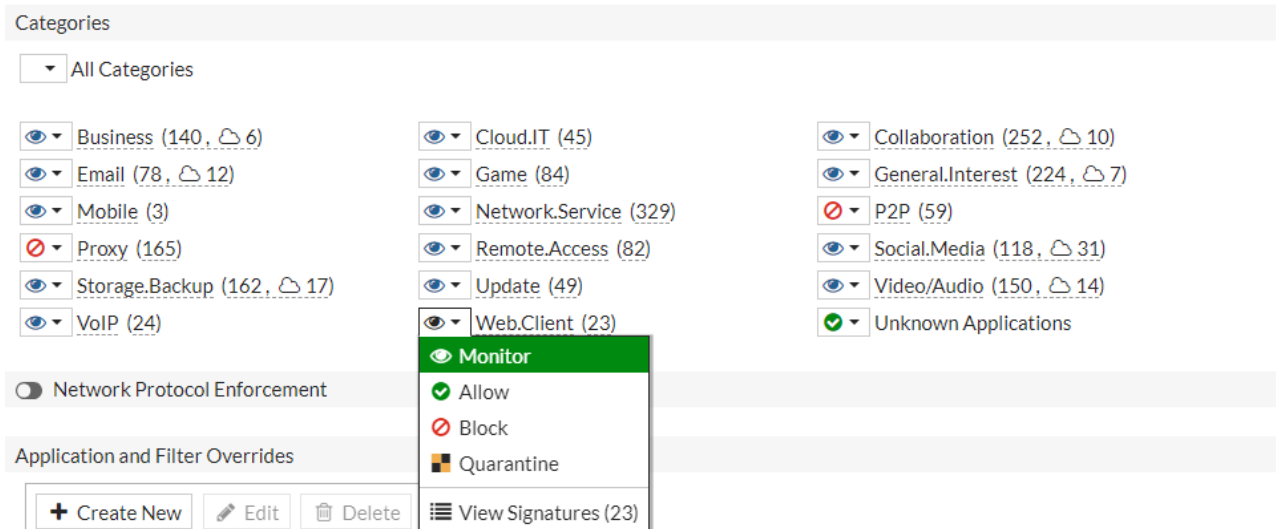 Categories
All Categories
Business (140, 6) Cloud.IT (45) Collaboration (252, 10)
Email (78, 12) Game (84) General.Interest (224, 7)
Mobile (3) Network.Service (329) P2P (59)
Proxy (165) Remote.Access (82) Social.Media (118, 31)
Storage.Backup (162, 17) Update (49) Video/Audio (150, 14)
VoIP (24) Web.Client (23) Unknown Applications
Monitor
Network Protocol Enforcement
Allow
Block
Application and Filter Overrides
Quarantine
+ Create New Edit Delete View Signatures (23)